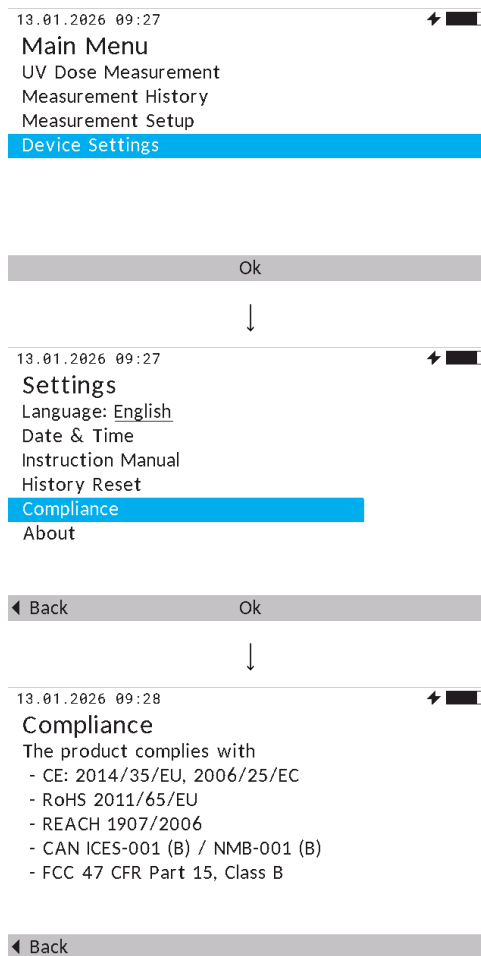 13.01.2026 09:27
Main Menu
UV Dose Measurement
Measurement History
Measurement Setup
Device Settings
Ok
↓
13.01.2026 09:27
Settings
Language: English
Date & Time
Instruction Manual
History Reset
Compliance
About
Back Ok
↓
13.01.2026 09:28
Compliance
The product complies with
- CE: 2014/35/EU, 2006/25/EC
- RoHS 2011/65/EU
- REACH 1907/2006
- CAN ICES-001 (B) / NMB-001 (B)
- FCC 47 CFR Part 15, Class B
Back